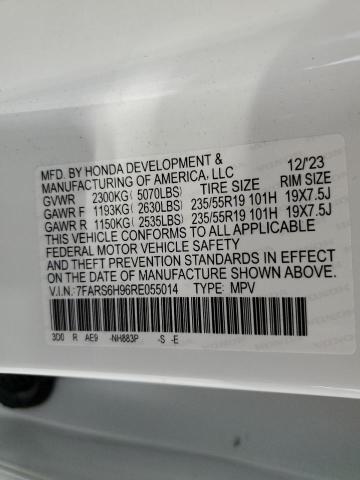 MFD. BY HONDA DEVELOPMENT & 12/'23
MANUFACTURING OF AMERICA, LLC
GVWR 2300KG( 5070LBS) TIRE SIZE RIM SIZE
GAWR F 1193KG( 2630LBS) 235/55R19 101H 19X7.5J
GAWR R 1150KG( 2535LBS) 235/55R19 101H 19X7.5J
THIS VEHICLE CONFORMS TO ALL APPLICABLE
FEDERAL MOTOR VEHICLE SAFETY
AND THEFT PREVENTION STANDARDS IN EFFECT
ON THE DATE OF MANUFACTURE SHOWN ABOVE.
V.I.N.:7FARS6H96RE055014 TYPE: MPV
3D0 R AE9 -NH883P -S -E